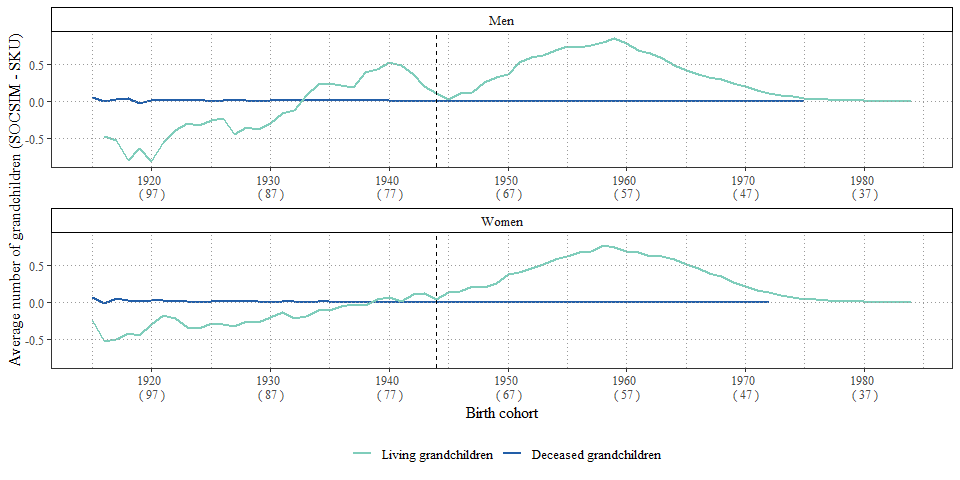 Men
Average number of grandchildren (SOCSIM - SKU)
0.5
0.0
-0.5
1920 1930 1940 1950 1960 1970 1980
( 97 ) ( 87 ) ( 77 ) ( 67 ) ( 57 ) ( 47 ) ( 37 )
Women
0.5
0.0
-0.5
1920 1930 1940 1950 1960 1970 1980
( 97 ) ( 87 ) ( 77 ) ( 67 ) ( 57 ) ( 47 ) ( 37 )
Birth cohort
Living grandchildren Deceased grandchildren